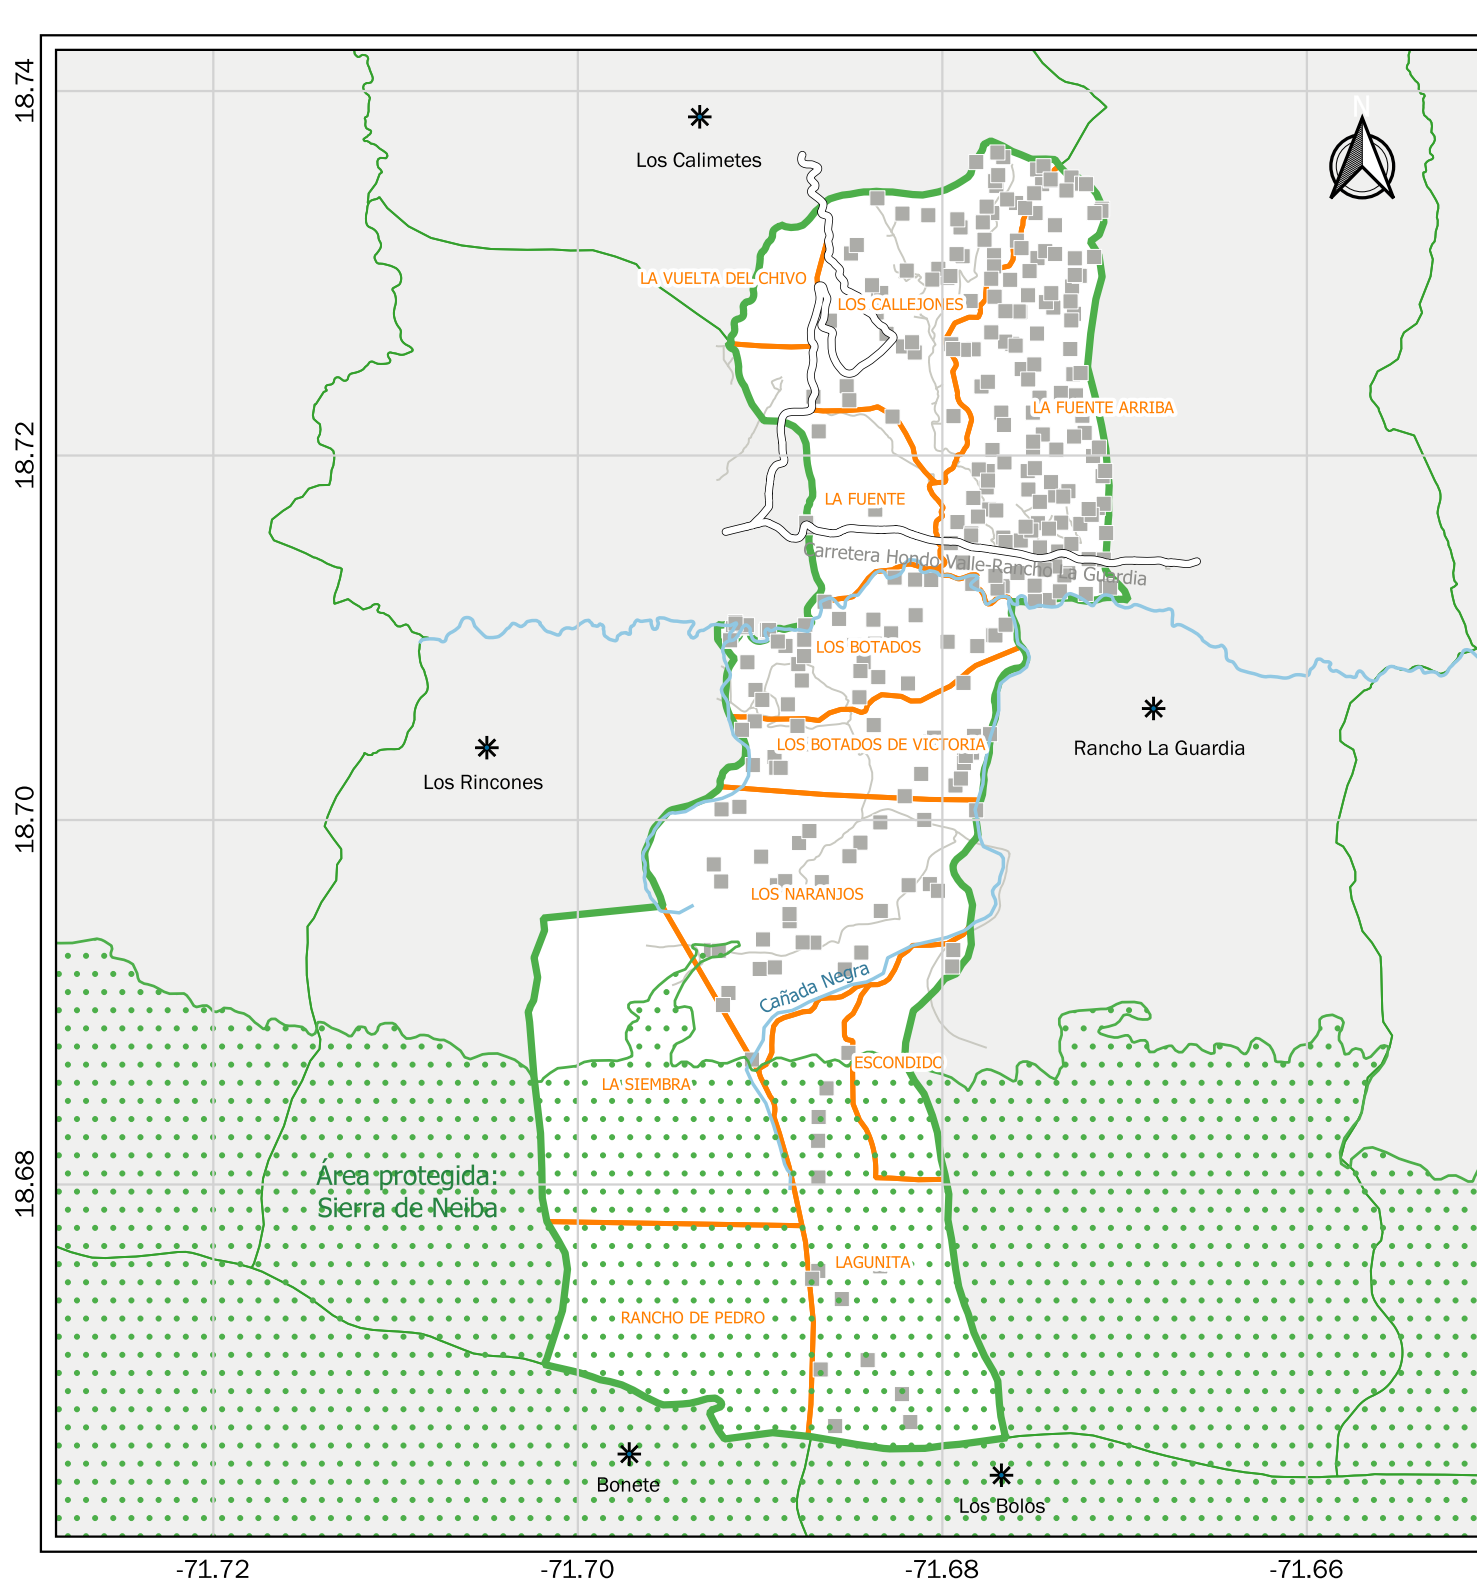 18.74
N
Los Calimetes
LA VUELTA DEL CHIVO
LOS CALLEJONES
LA FUENTE ARRIBA
18.72
LA FUENTE
Carretera Hondo Valle-Rancho La Guardia
LOS BOTADOS
Rancho La Guardia
LOS BOTADOS DE VICTORIA
Los Rincones
18.70
LOS NARANJOS
Cañada Negra
ESCONDIDO
LA SIEMBRA
Área protegida:
Sierra de Neiba
18.68
LAGUNITA
RANCHO DE PEDRO
Bonete
Los Bolos
-71.72
-71.70
-71.68
-71.66